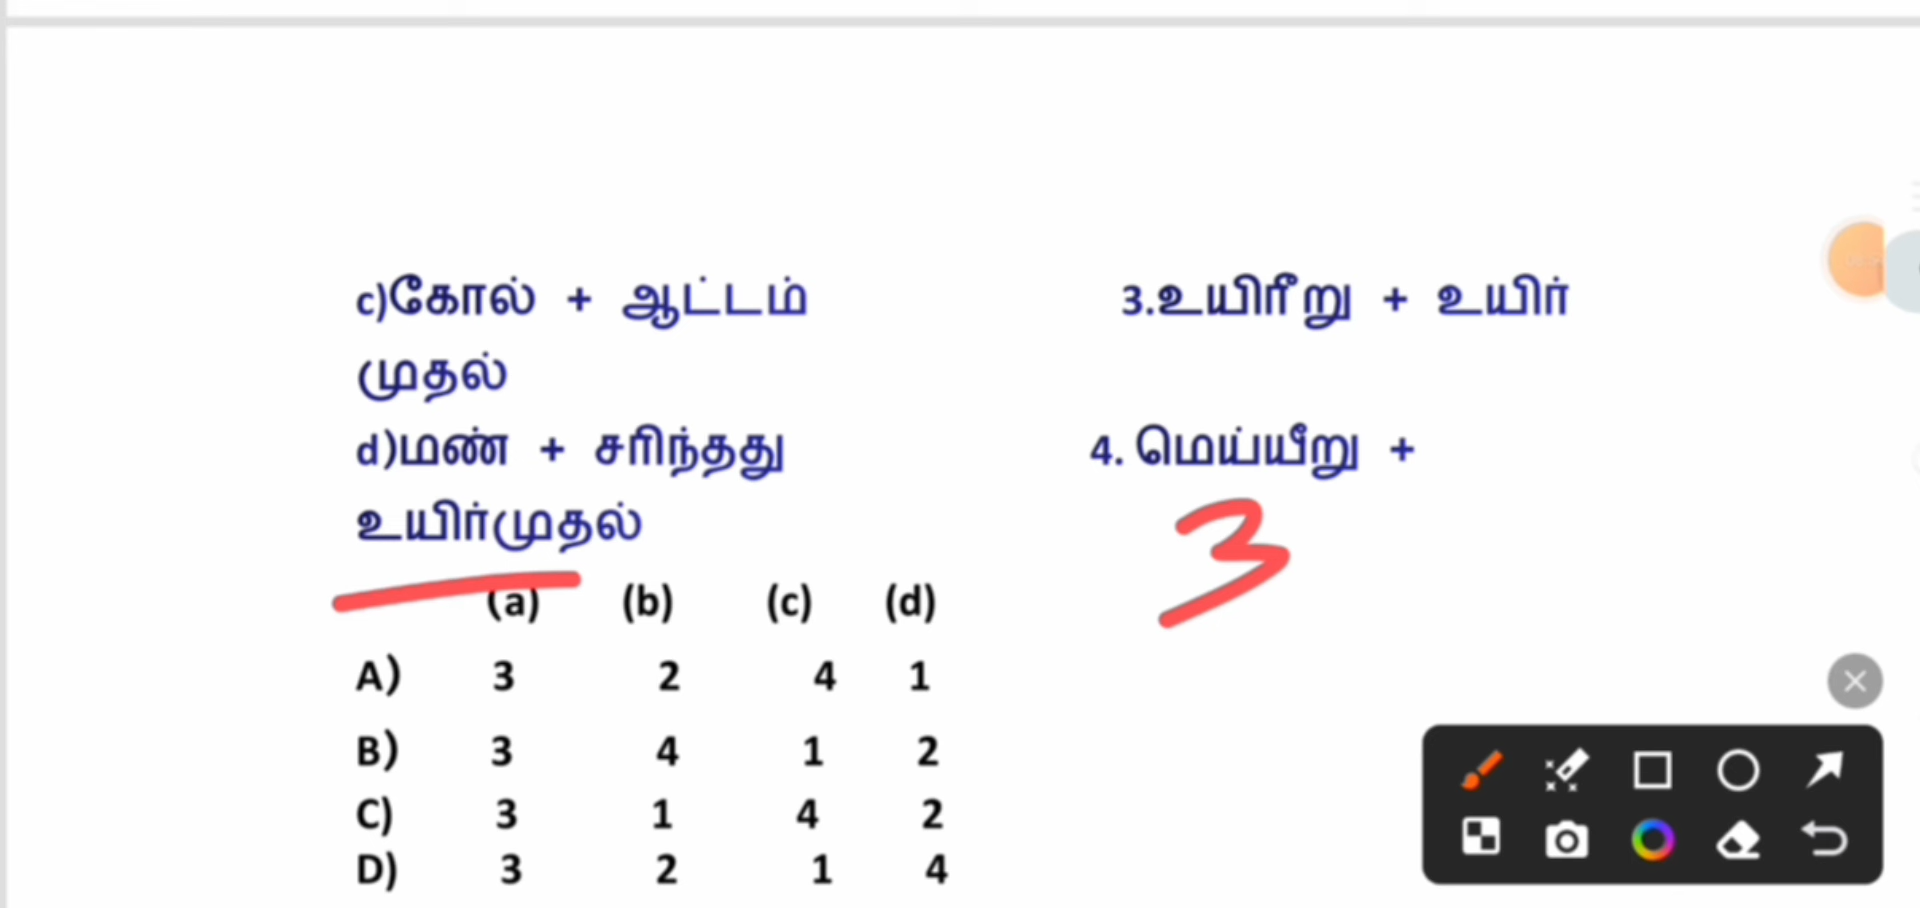 c)கோல் + ஆட்டம் 3.உயிரீறு + உயிர்
முதல்
d)மண் + சரிந்தது 4. மெய்யீறு +
உயிர்முதல்
3
(a) (b) (c) (d)
A) 3 2 4 1
B) 3 4 1 2
C) 3 1 4 2
D) 3 2 1 4